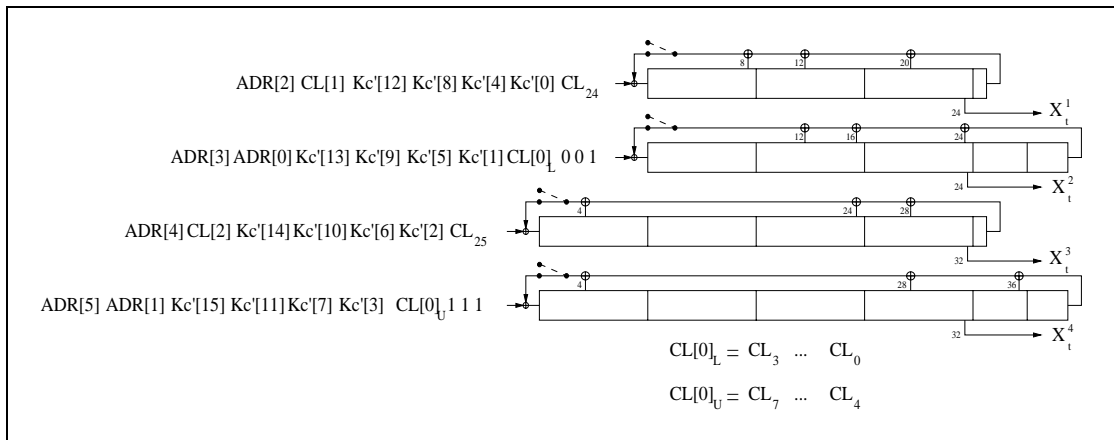 8 12 20
ADR[2] CL[1] Kc'[12] Kc'[8] Kc'[4] Kc'[0] CL₂₄
24 X¹ₜ
12 16 24
ADR[3] ADR[0] Kc'[13] Kc'[9] Kc'[5] Kc'[1] CL[0]L 0 0 1
24 X²ₜ
4 24 28
ADR[4] CL[2] Kc'[14] Kc'[10] Kc'[6] Kc'[2] CL₂₅
32 X³ₜ
4 28 36
ADR[5] ADR[1] Kc'[15] Kc'[11] Kc'[7] Kc'[3] CL[0]U 1 1 1
32 X⁴ₜ
CL[0]L = CL₃ ... CL₀
CL[0]U = CL₇ ... CL₄